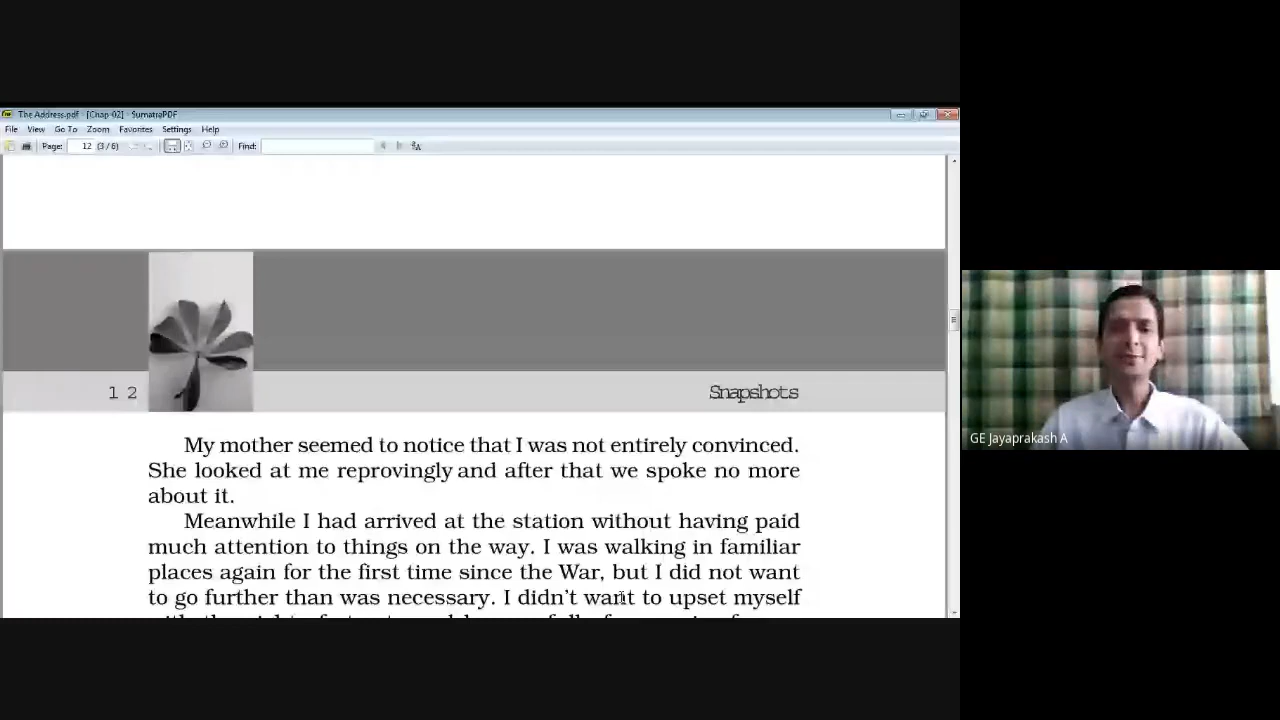 The Address.pdf - [Chap-02] - SumatraPDF
File View Go To Zoom Favorites Settings Help
Page: 12 (3 / 6) Find:
1 2 Snapshots
My mother seemed to notice that I was not entirely convinced.
She looked at me reprovingly and after that we spoke no more
about it.
Meanwhile I had arrived at the station without having paid
much attention to things on the way. I was walking in familiar
places again for the first time since the War, but I did not want
to go further than was necessary. I didn't want to upset myself
GE Jayaprakash A